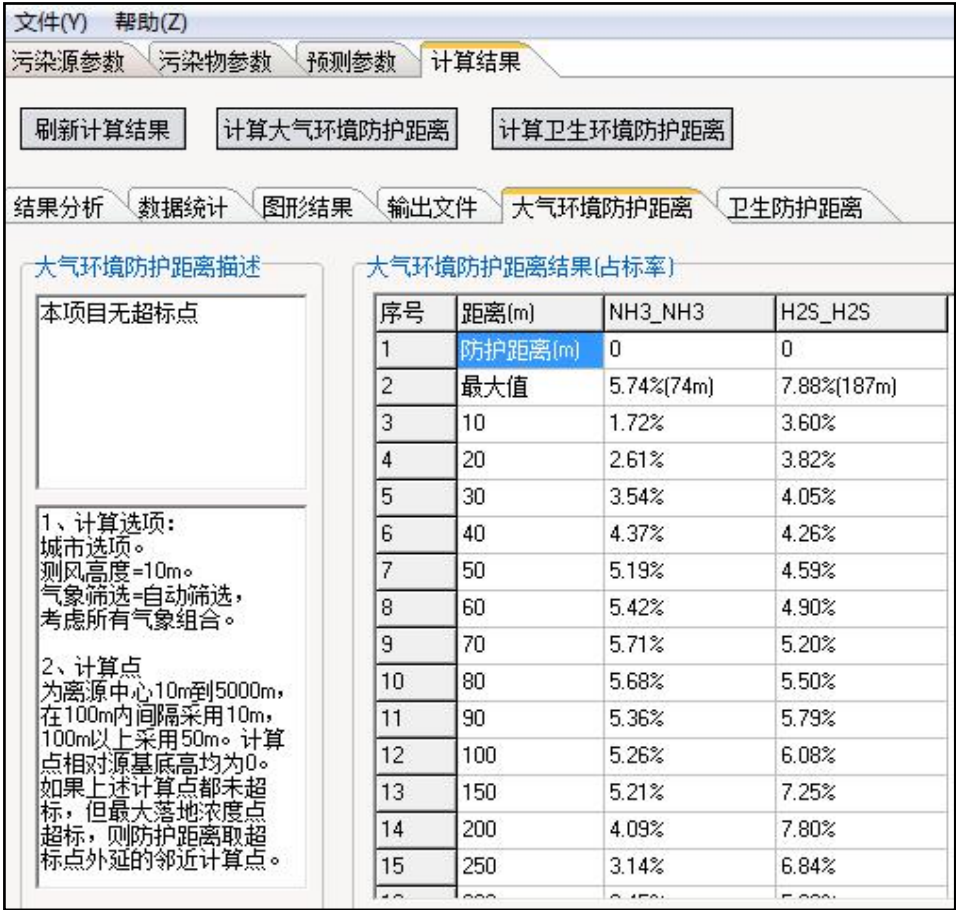 文件(Y) 帮助(Z)
污染源参数 污染物参数 预测参数 计算结果
刷新计算结果 计算大气环境防护距离 计算卫生环境防护距离
结果分析 数据统计 图形结果 输出文件 大气环境防护距离 卫生防护距离
大气环境防护距离描述
本项目无超标点
1、计算选项:
城市选项。
测风高度=10m。
气象筛选=自动筛选,
考虑所有气象组合。
2、计算点
为离源中心10m到5000m,
在100m内间隔采用10m,
100m以上采用50m。计算
点相对源基底高均为0。
如果上述计算点都未超
标,但最大落地浓度点
超标,则防护距离取超
标点外延的邻近计算点。
大气环境防护距离结果(占标率)
序号 距离(m) NH3_NH3 H2S_H2S
1 防护距离(m) 0 0
2 最大值 5.74%(74m) 7.88%(187m)
3 10 1.72% 3.60%
4 20 2.61% 3.82%
5 30 3.54% 4.05%
6 40 4.37% 4.26%
7 50 5.19% 4.59%
8 60 5.42% 4.90%
9 70 5.71% 5.20%
10 80 5.68% 5.50%
11 90 5.36% 5.79%
12 100 5.26% 6.08%
13 150 5.21% 7.25%
14 200 4.09% 7.80%
15 250 3.14% 6.84%